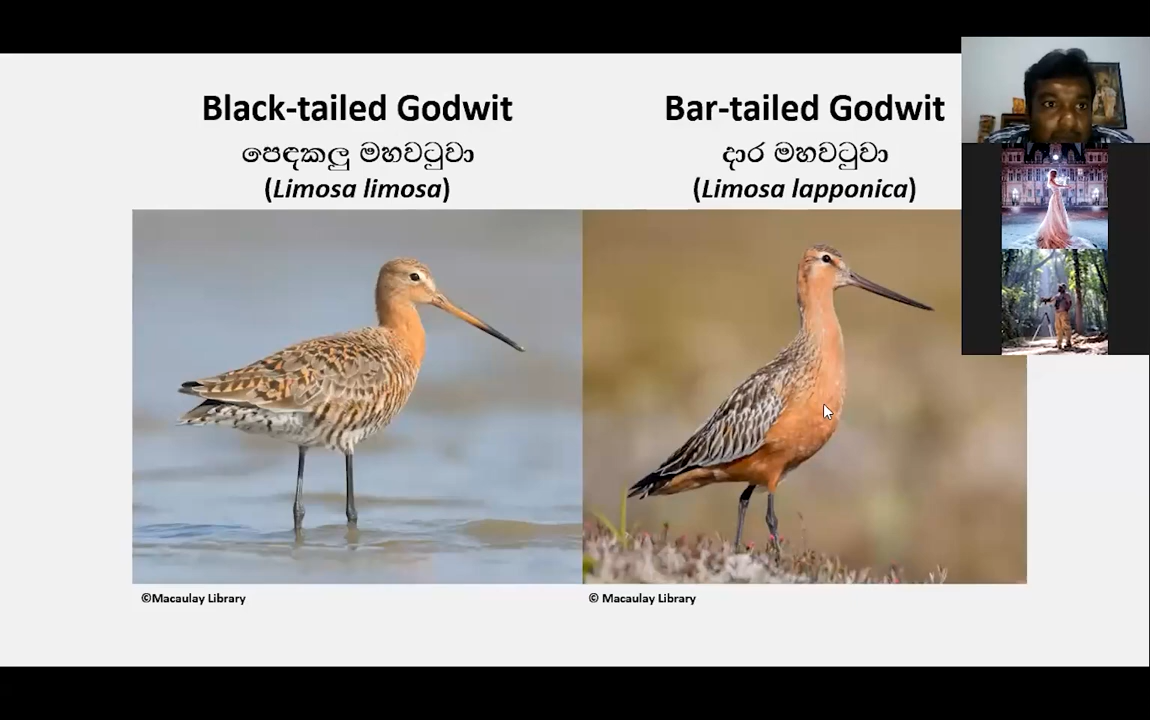 Black-tailed Godwit
පෙඳකලු මහවටුවා
(Limosa limosa)
Bar-tailed Godwit
දාර මහවටුවා
(Limosa lapponica)
©Macaulay Library
© Macaulay Library